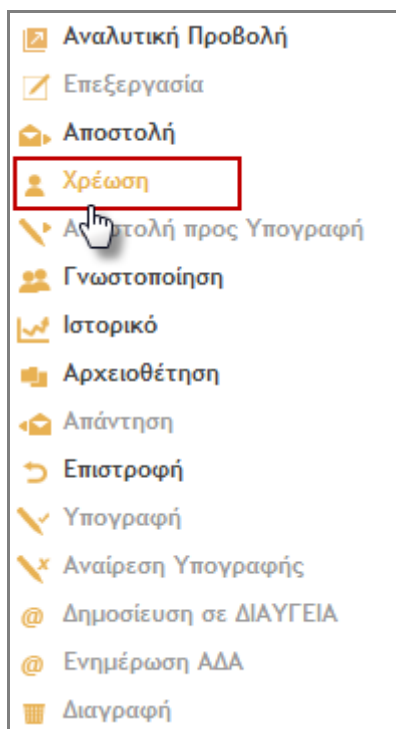 Αναλυτική Προβολή
Επεξεργασία
Αποστολή
Χρέωση
Αποστολή προς Υπογραφή
Γνωστοποίηση
Ιστορικό
Αρχειοθέτηση
Απάντηση
Επιστροφή
Υπογραφή
Αναίρεση Υπογραφής
@ Δημοσίευση σε ΔΙΑΥΓΕΙΑ
@ Ενημέρωση ΑΔΑ
Διαγραφή